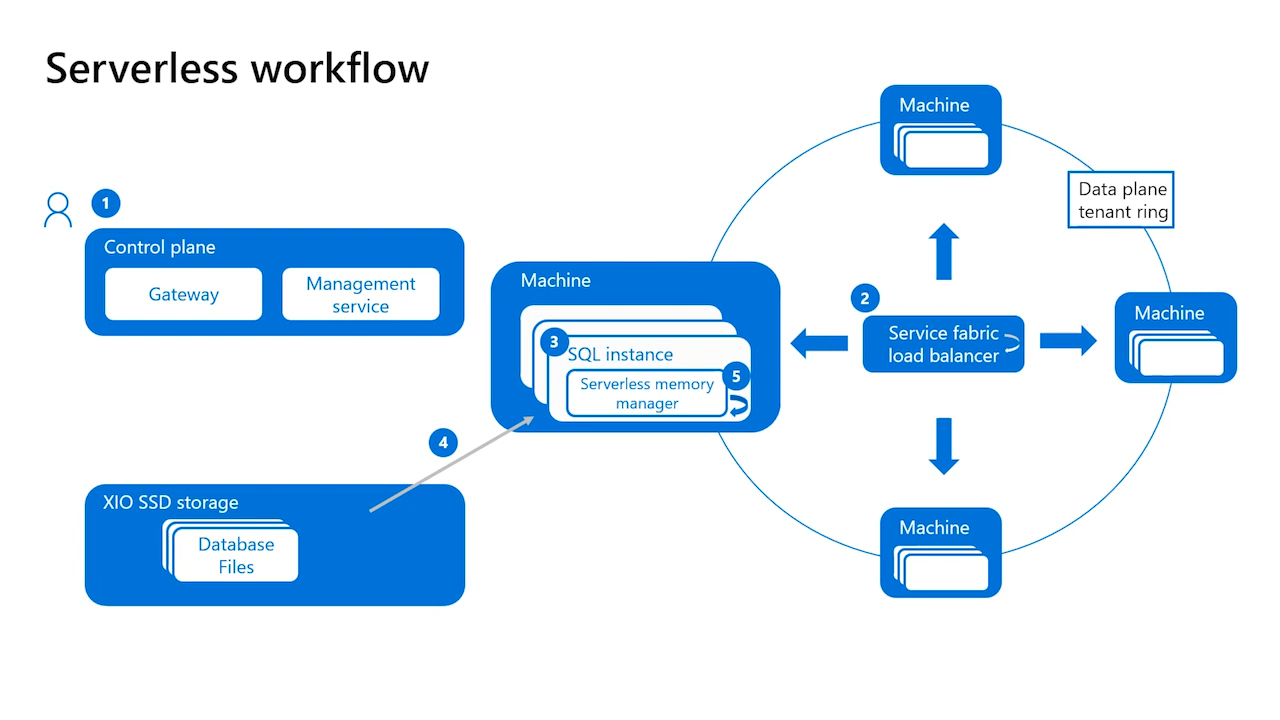 Serverless workflow
1
Control plane
Gateway
Management
service
Machine
3
SQL instance
Serverless memory
manager
5
4
XIO SSD storage
Database
Files
Machine
Data plane
tenant ring
2
Service fabric
load balancer
Machine
Machine